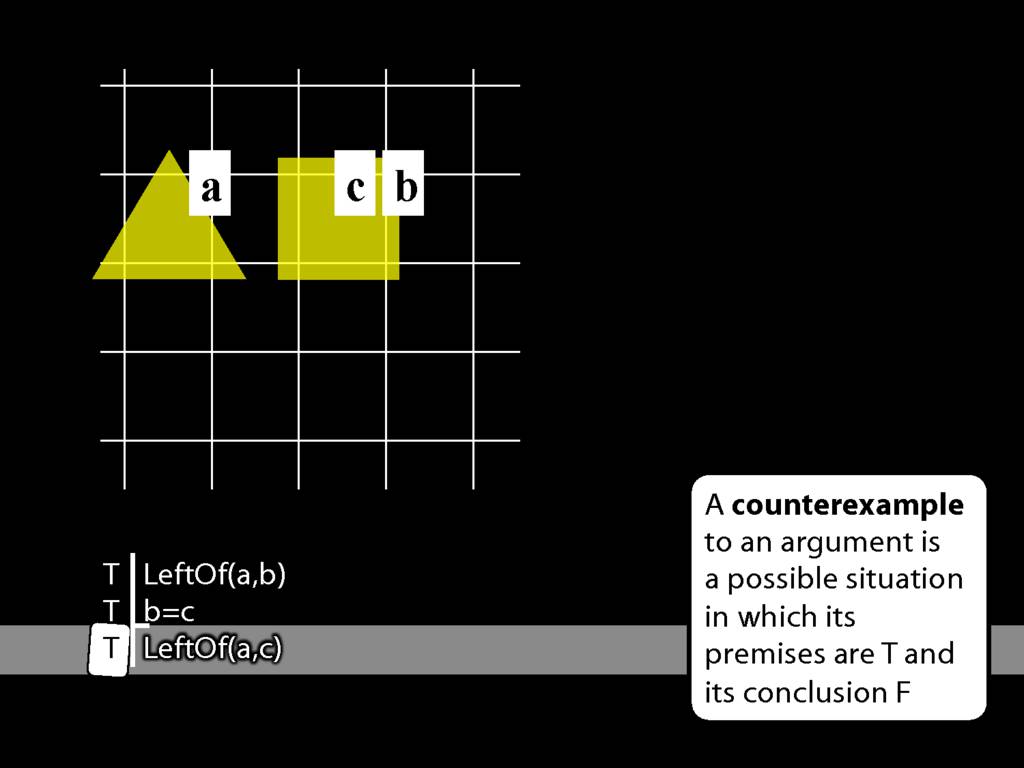 a c b
T LeftOf(a,b)
T b=c
T LeftOf(a,c)
A counterexample
to an argument is
a possible situation
in which its
premises are T and
its conclusion F